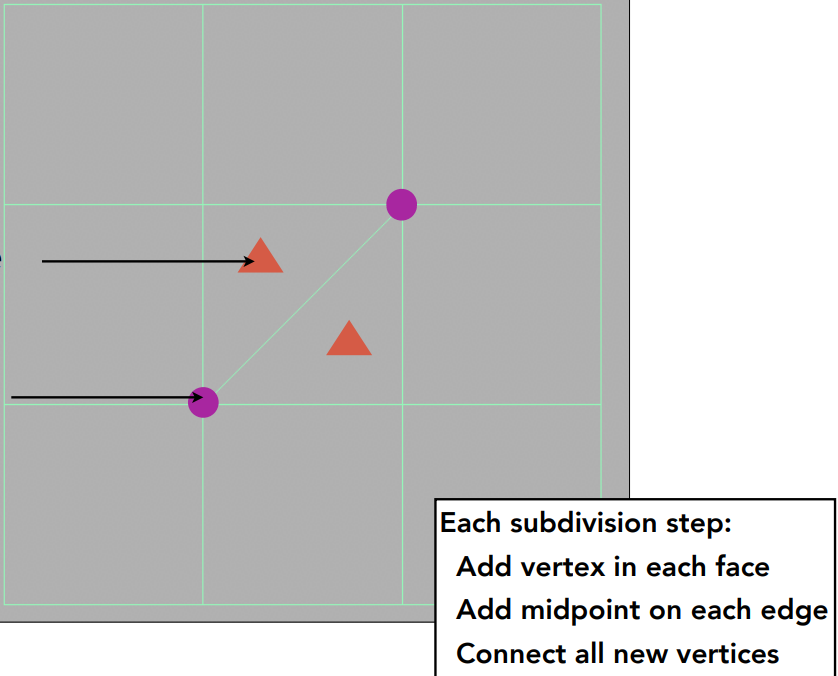 Each subdivision step:
Add vertex in each face
Add midpoint on each edge
Connect all new vertices